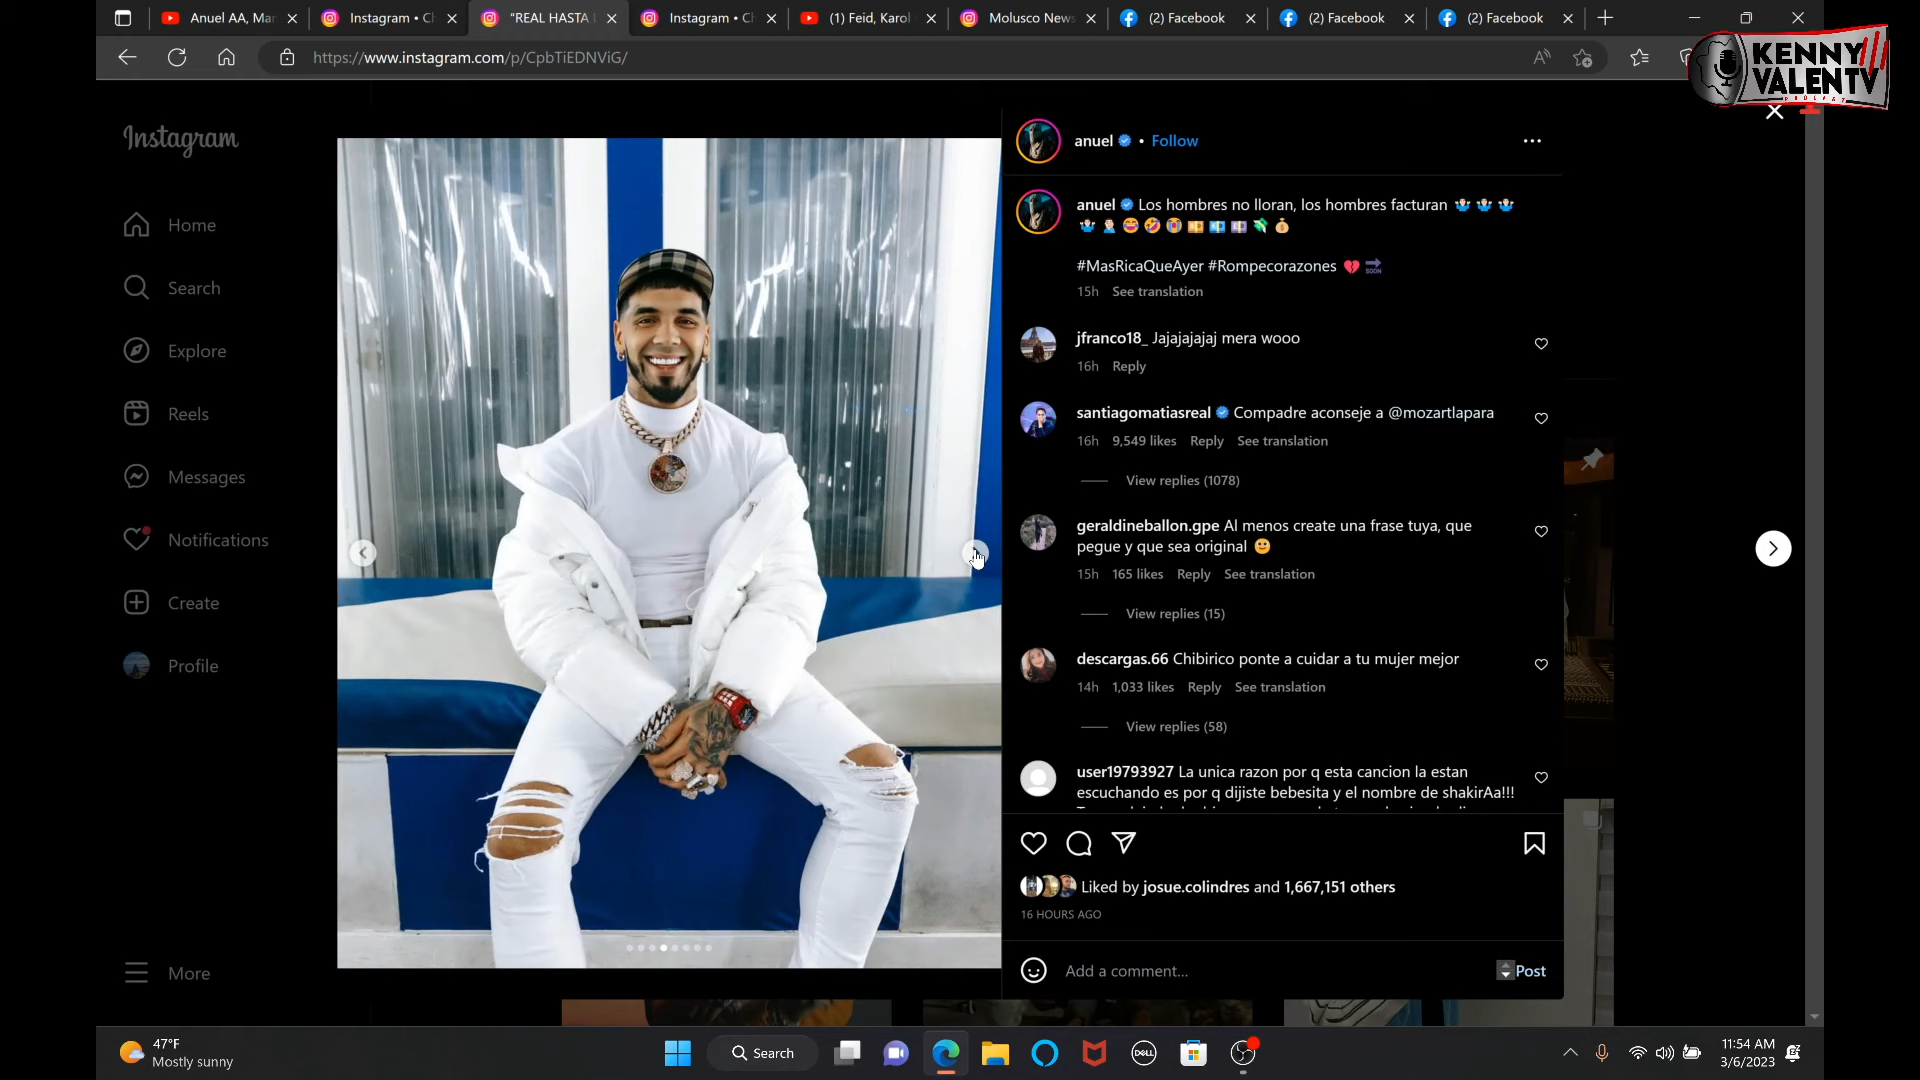 Anuel AA, Mar
Instagram • Ch
"REAL HASTA
Instagram • Ch
(1) Feid, Karol
Molusco News
(2) Facebook
(2) Facebook
(2) Facebook
https://www.instagram.com/p/CpbTiEDNViG/
KENNY
VALENTV
PODCAST
Instagram
Home
Search
Explore
Reels
Messages
Notifications
Create
Profile
More
anuel • Follow
anuel Los hombres no lloran, los hombres facturan 🤷🏻‍♂️🤷🏻‍♂️🤷🏻‍♂️
🤷🏻‍♂️🤦🏻‍♂️😂🤣😭💴💶💷💸💰
#MasRicaQueAyer #Rompecorazones 💔🔜
15h See translation
jfranco18_ Jajajajajaj mera wooo
16h Reply
santiagomatiasreal Compadre aconseje a @mozartlapara
16h 9,549 likes Reply See translation
View replies (1078)
geraldineballon.gpe Al menos create una frase tuya, que
pegue y que sea original 🙂
15h 165 likes Reply See translation
View replies (15)
descargas.66 Chibirico ponte a cuidar a tu mujer mejor
14h 1,033 likes Reply See translation
View replies (58)
user19793927 La unica razon por q esta cancion la estan
escuchando es por q dijiste bebesita y el nombre de shakirAa!!!
Liked by josue.colindres and 1,667,151 others
16 HOURS AGO
Add a comment...
Post
47°F
Mostly sunny
Search
DELL
11:54 AM
3/6/2023